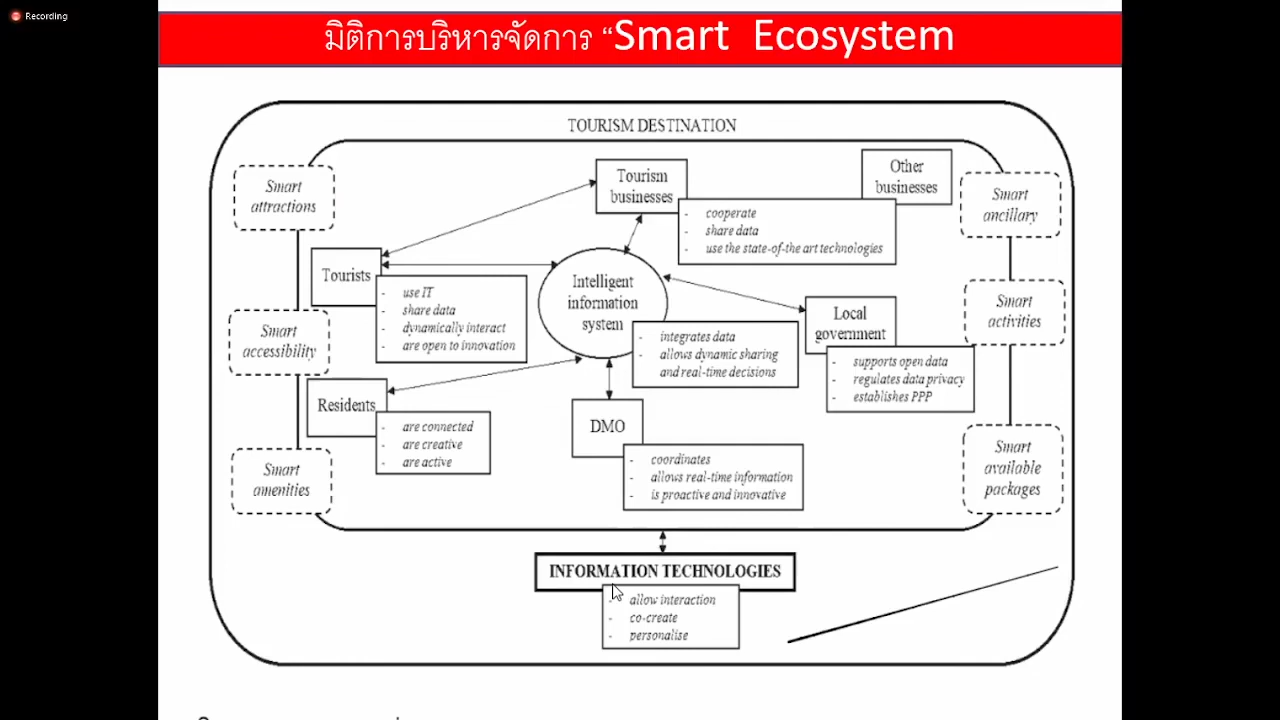 Recording
มิติการบริหารจัดการ “Smart Ecosystem
TOURISM DESTINATION
Smart
attractions
Smart
accessibility
Smart
amenities
Tourists
- use IT
- share data
- dynamically interact
- are open to innovation
Residents
- are connected
- are creative
- are active
Tourism
businesses
Other
businesses
- cooperate
- share data
- use the state-of-the art technologies
Intelligent
information
system
- integrates data
- allows dynamic sharing
and real-time decisions
Local
government
- supports open data
- regulates data privacy
- establishes PPP
DMO
- coordinates
- allows real-time information
- is proactive and innovative
Smart
ancillary
Smart
activities
Smart
available
packages
INFORMATION TECHNOLOGIES
- allow interaction
- co-create
- personalise